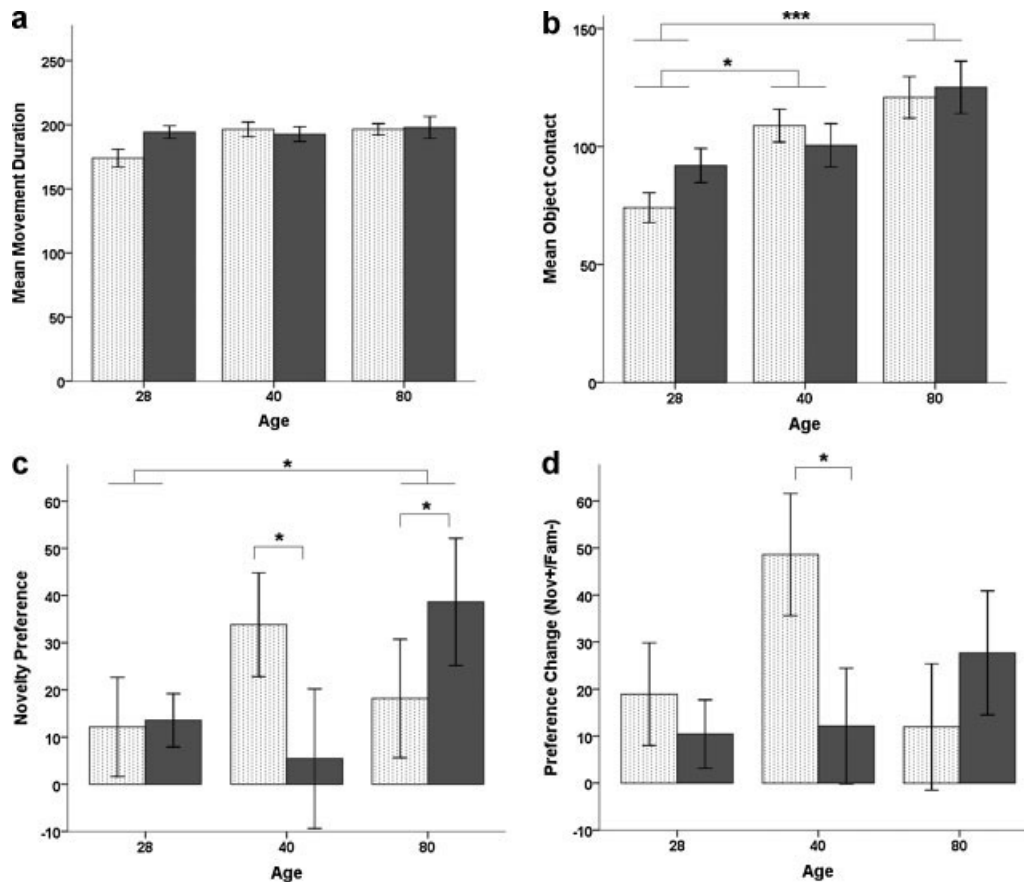 a
250
200
150
100
50
0
Mean Movement Duration
28 40 80
Age
b
***
*
150
100
50
0
Mean Object Contact
28 40 80
Age
c
*
*
*
60
50
40
30
20
10
0
-10
Novelty Preference
28 40 80
Age
d
*
60
50
40
30
20
10
0
-10
Preference Change (Nov+/Fam-)
28 40 80
Age